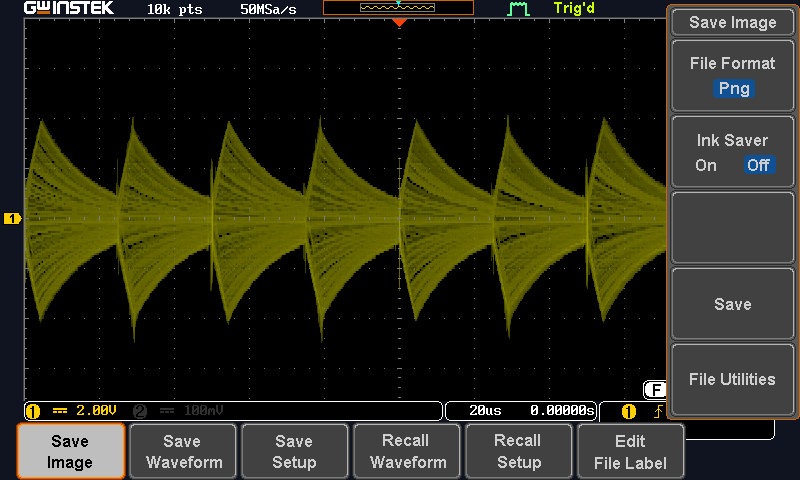 GWINSTEK 10k pts 50MSa/s Trig'd
Save Image
File Format
Png
Ink Saver
On Off
Save
File Utilities
1
F
1 2.00V 2 100mV 20us 0.00000s 1
Save Image
Save Waveform
Save Setup
Recall Waveform
Recall Setup
Edit File Label